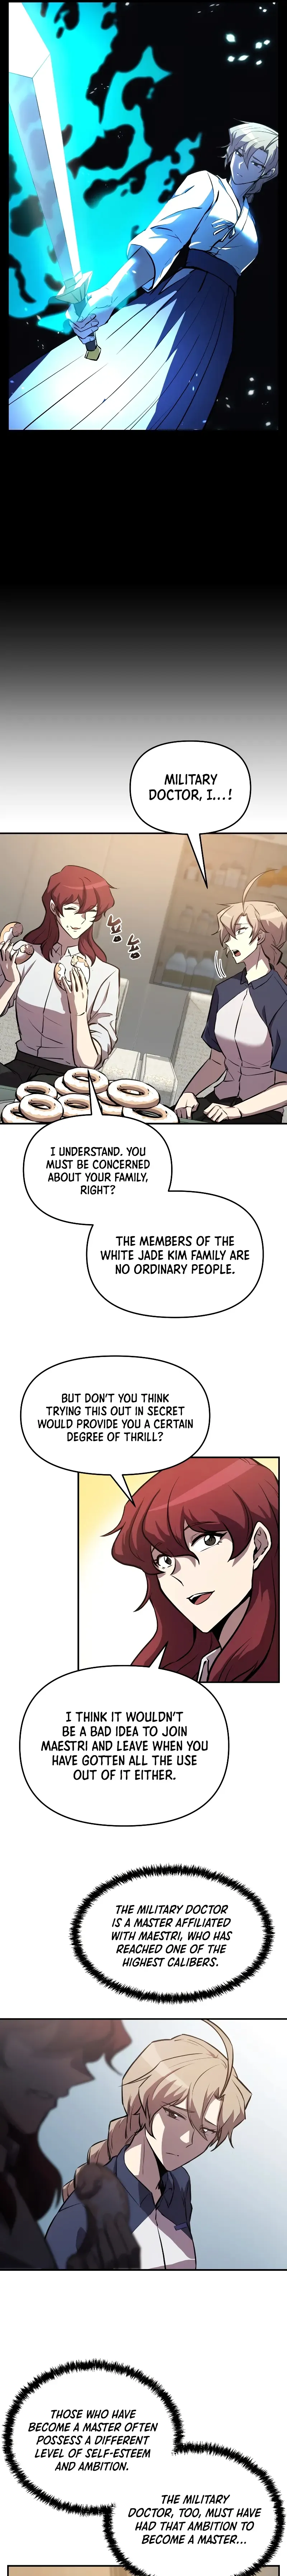 MILITARY
DOCTOR, I...!
뇸
뇸
I UNDERSTAND. YOU
MUST BE CONCERNED
ABOUT YOUR FAMILY,
RIGHT?
THE MEMBERS OF THE
WHITE JADE KIM FAMILY ARE
NO ORDINARY PEOPLE.
BUT DON'T YOU THINK
TRYING THIS OUT IN SECRET
WOULD PROVIDE YOU A CERTAIN
DEGREE OF THRILL?
I THINK IT WOULDN'T
BE A BAD IDEA TO JOIN
MAESTRI AND LEAVE WHEN YOU
HAVE GOTTEN ALL THE USE
OUT OF IT EITHER.
THE MILITARY DOCTOR
IS A MASTER AFFILIATED
WITH MAESTRI, WHO HAS
REACHED ONE OF THE
HIGHEST CALIBERS.
THOSE WHO HAVE
BECOME A MASTER OFTEN
POSSESS A DIFFERENT
LEVEL OF SELF-ESTEEM
AND AMBITION.
THE MILITARY
DOCTOR, TOO, MUST HAVE
HAD THAT AMBITION TO
BECOME A MASTER...